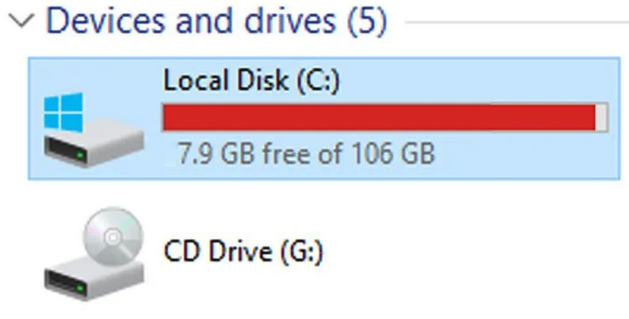 Devices and drives (5)
Local Disk (C:)
7.9 GB free of 106 GB
CD Drive (G:)